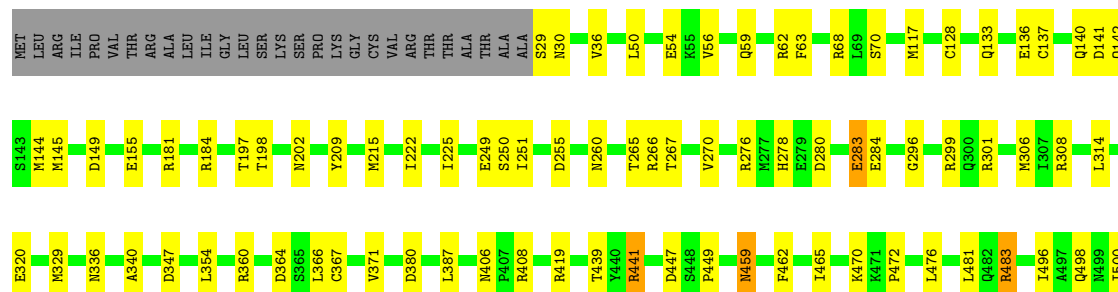 MET LEU ARG ILE PRO VAL THR ARG ALA LEU ILE GLY LEU SER LYS SER PRO LYS GLY CYS VAL ARG THR THR ALA THR ALA ALA S29 N30 V36 L50 E54 K55 V56 Q59 R62 F63 R68 L69 S70 M117 C128 Q133 E136 C137 Q140 D141
S143 M144 M145 D149 E155 R181 R184 T197 T198 N202 Y209 M215 I222 I225 E249 S250 I251 D255 N260 T265 R266 T267 V270 R276 M277 H278 E279 D280 E283 E284 G296 R299 Q300 R301 M306 I307 R308 L314
E320 M329 N336 A340 D347 L354 R360 D364 S365 L366 C367 V371 D380 L387 N406 P407 R408 R419 T439 Y440 R441 D447 S448 P449 N459 F462 I465 K470 K471 P472 L476 L481 Q482 R483 I496 A497 Q498 N499